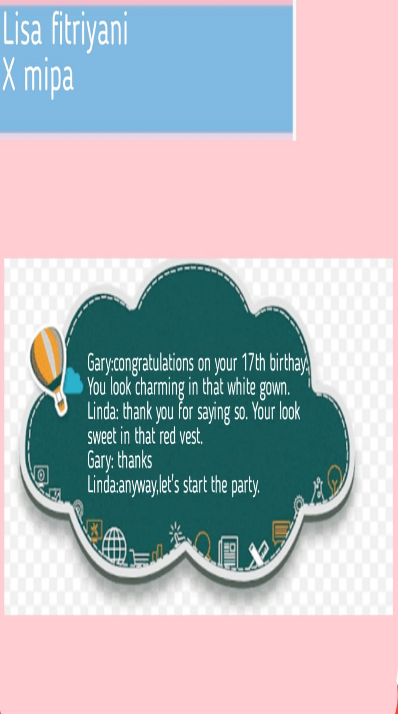 Lisa fitriyani
X mipa
Gary:congratulations on your 17th birthay.
You look charming in that white gown.
Linda: thank you for saying so. Your look
sweet in that red vest.
Gary: thanks
Linda:anyway,let's start the party.